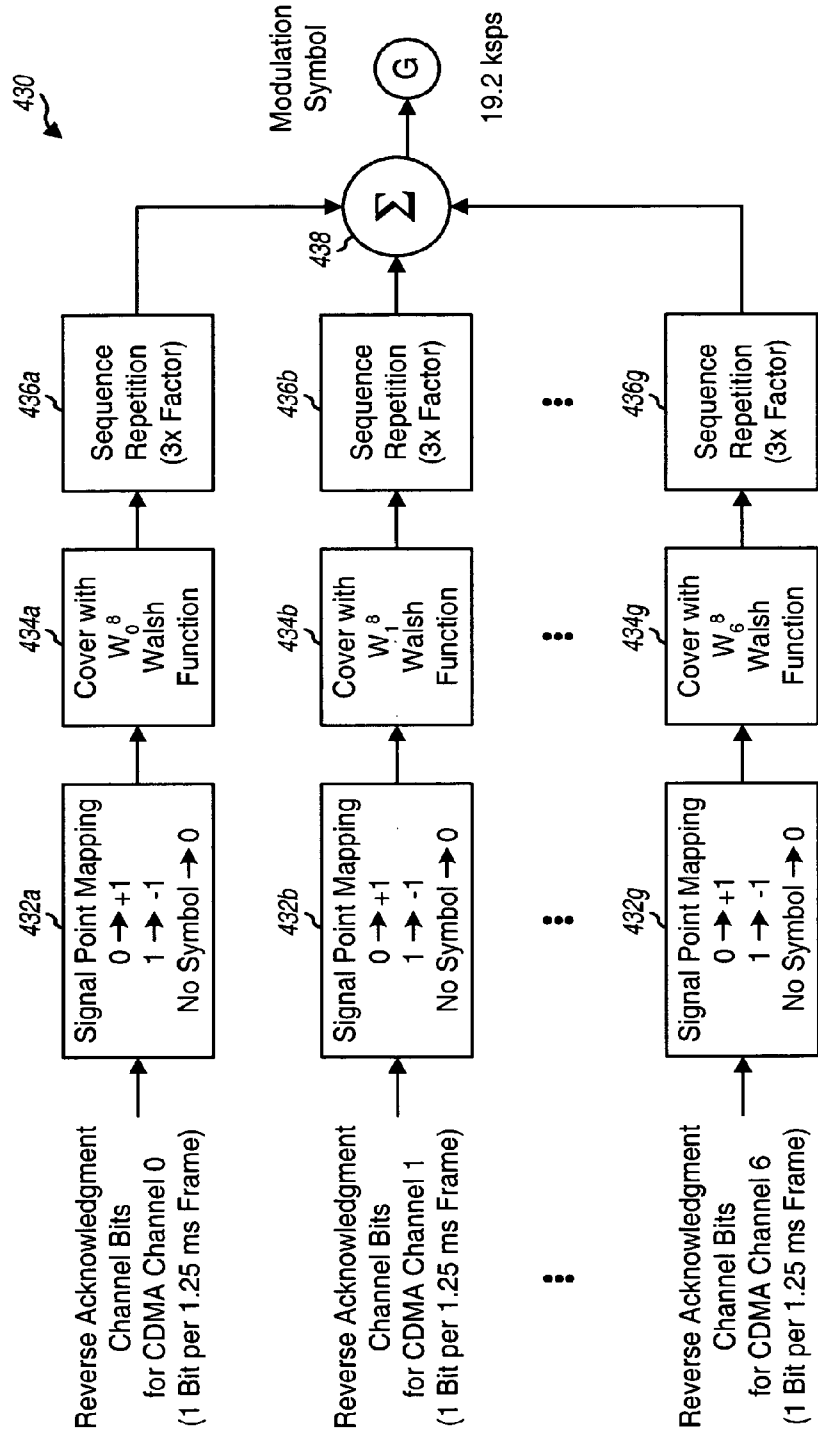 430
Reverse Acknowledgment
Channel Bits
for CDMA Channel 0
(1 Bit per 1.25 ms Frame)
432a
Signal Point Mapping
0 → +1
1 → -1
No Symbol → 0
434a
Cover with
W₀⁸
Walsh
Function
436a
Sequence
Repetition
(3x Factor)
Reverse Acknowledgment
Channel Bits
for CDMA Channel 1
(1 Bit per 1.25 ms Frame)
432b
Signal Point Mapping
0 → +1
1 → -1
No Symbol → 0
434b
Cover with
W₁⁸
Walsh
Function
436b
Sequence
Repetition
(3x Factor)
438
Σ
Modulation
Symbol
G
19.2 ksps
••• ••• ••• •••
Reverse Acknowledgment
Channel Bits
for CDMA Channel 6
(1 Bit per 1.25 ms Frame)
432g
Signal Point Mapping
0 → +1
1 → -1
No Symbol → 0
434g
Cover with
W₆⁸
Walsh
Function
436g
Sequence
Repetition
(3x Factor)